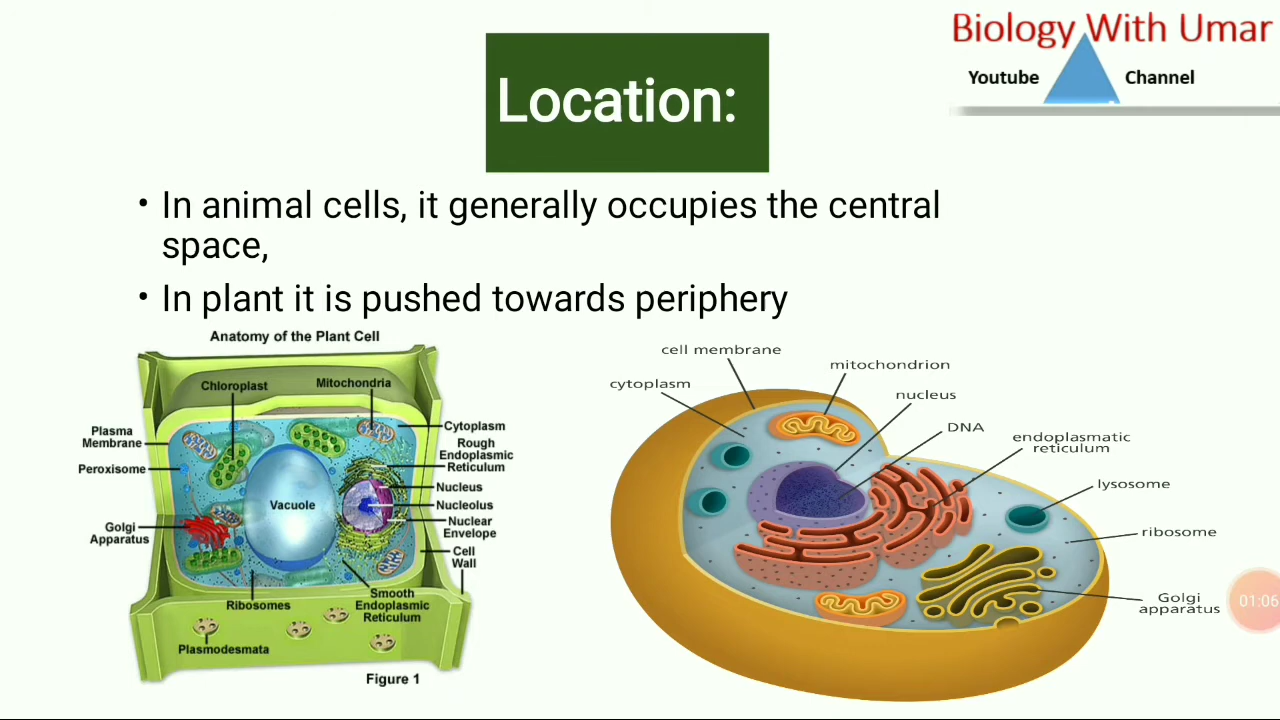 Biology With Umar
Youtube Channel
Location:
• In animal cells, it generally occupies the central
space,
• In plant it is pushed towards periphery
Anatomy of the Plant Cell
Chloroplast
Mitochondria
Plasma
Membrane
Peroxisome
Golgi
Apparatus
Vacuole
Cytoplasm
Rough
Endoplasmic
Reticulum
Nucleus
Nucleolus
Nuclear
Envelope
Cell
Wall
Ribosomes
Smooth
Endoplasmic
Reticulum
Plasmodesmata
Figure 1
cell membrane
cytoplasm
mitochondrion
nucleus
DNA
endoplasmatic
reticulum
lysosome
ribosome
Golgi
apparatus
01:06